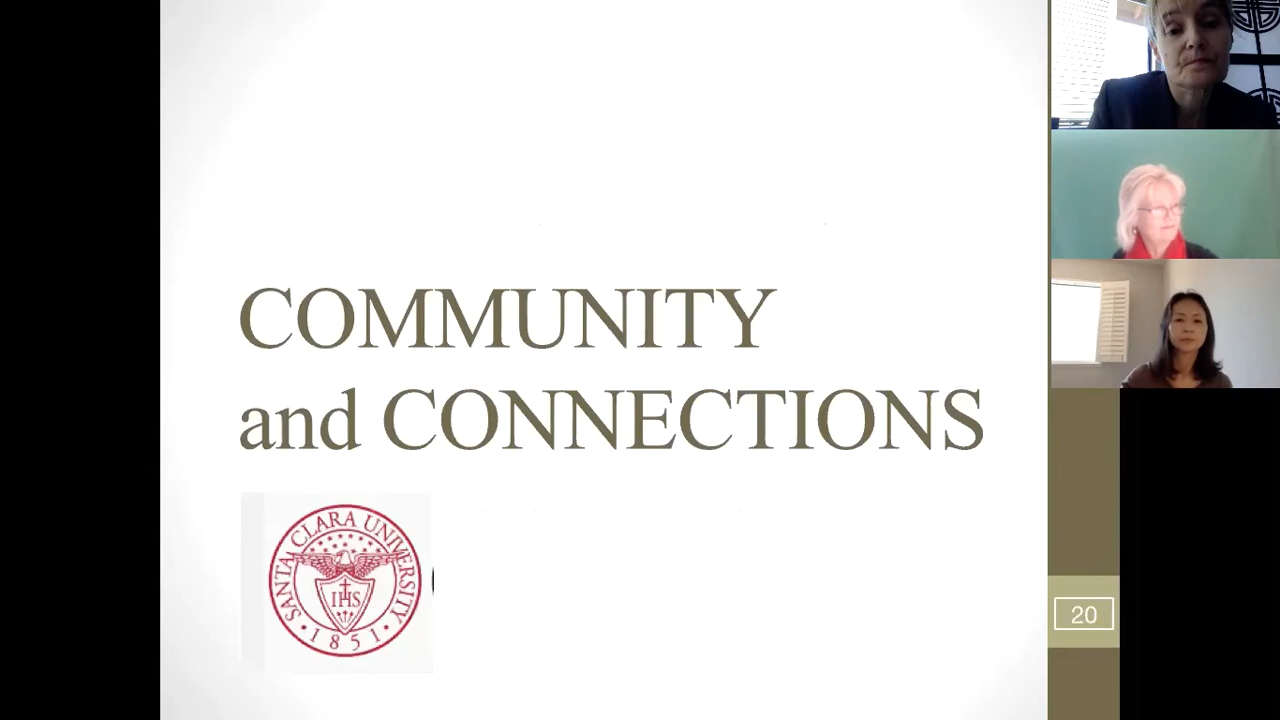 COMMUNITY
and CONNECTIONS
SANTA CLARA UNIVERSITY
IHS
• 1851 •
20